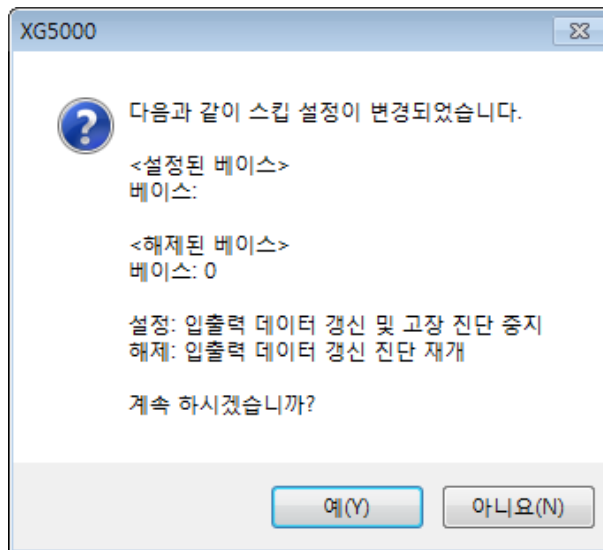 XG5000
다음과 같이 스킵 설정이 변경되었습니다.
<설정된 베이스>
베이스:
<해제된 베이스>
베이스: 0
설정: 입출력 데이터 갱신 및 고장 진단 중지
해제: 입출력 데이터 갱신 진단 재개
계속 하시겠습니까?
예(Y)
아니요(N)